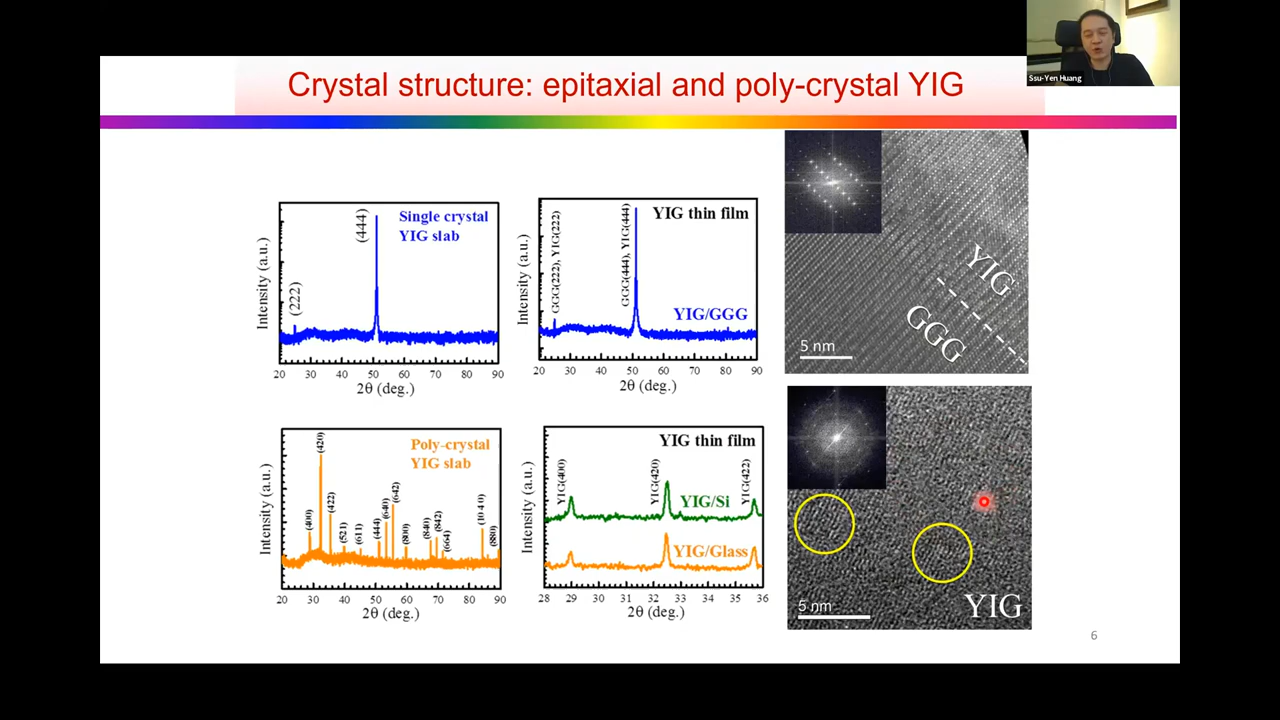 Ssu-Yen Huang
Crystal structure: epitaxial and poly-crystal YIG
Intensity (a.u.)
(222)
(444)
Single crystal
YIG slab
20 30 40 50 60 70 80 90
2θ (deg.)
Intensity (a.u.)
GGG(222), YIG(222)
GGG(444), YIG(444)
YIG thin film
YIG/GGG
20 30 40 50 60 70 80 90
2θ (deg.)
YIG
GGG
5 nm
Intensity (a.u.)
(400)
(420)
(422)
(521)
(611)
(444)
(640)
(642)
(800)
(840)
(842)
(664)
(10 4 0)
(880)
Poly-crystal
YIG slab
20 30 40 50 60 70 80 90
2θ (deg.)
Intensity (a.u.)
YIG(400)
YIG(420)
YIG(422)
YIG thin film
YIG/Si
YIG/Glass
28 29 30 31 32 33 34 35 36
2θ (deg.)
5 nm
YIG
6